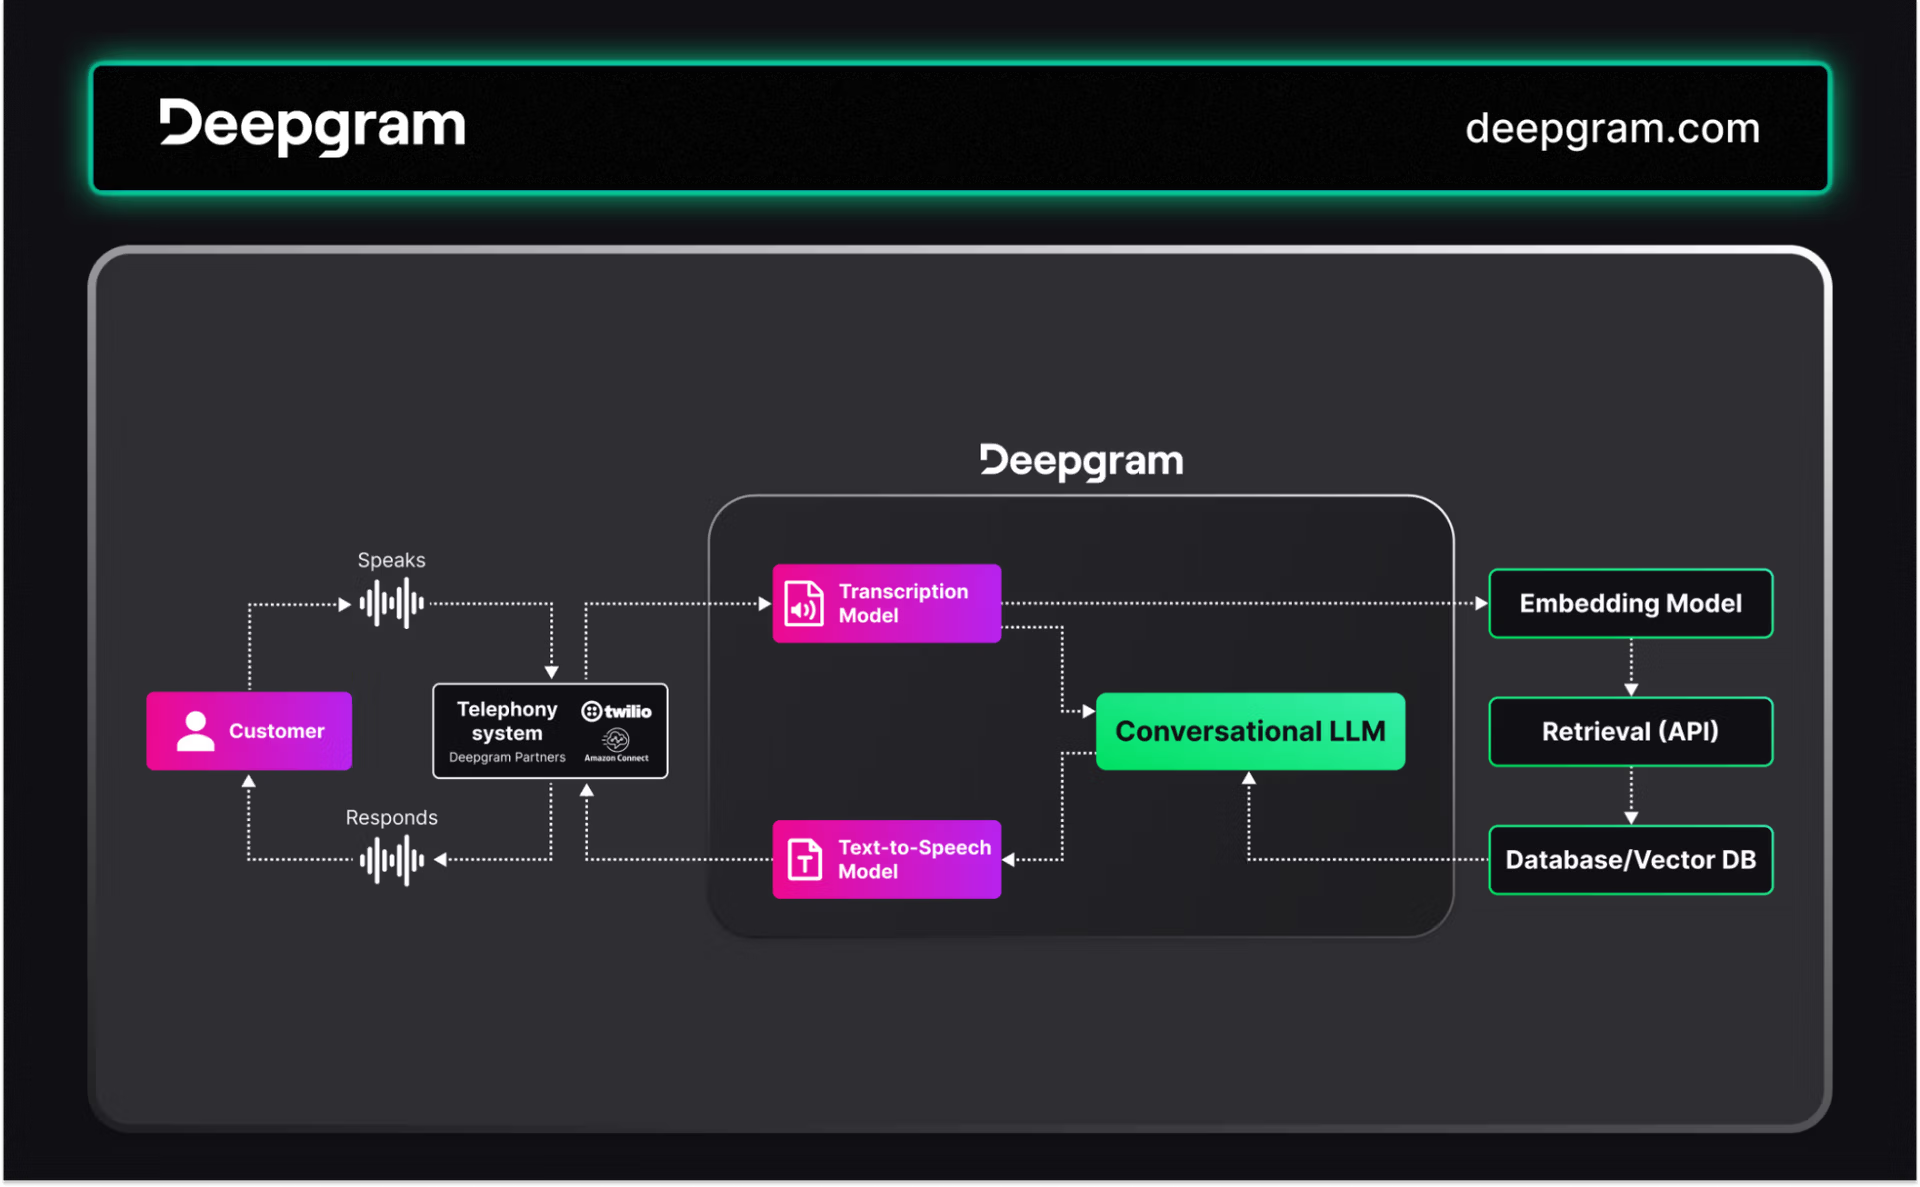 Deepgram
deepgram.com
Deepgram
Speaks
Transcription
Model
Embedding Model
Customer
Telephony
system
Deepgram Partners
twilio
Amazon Connect
Conversational LLM
Retrieval (API)
Responds
Text-to-Speech
Model
T
Database/Vector DB